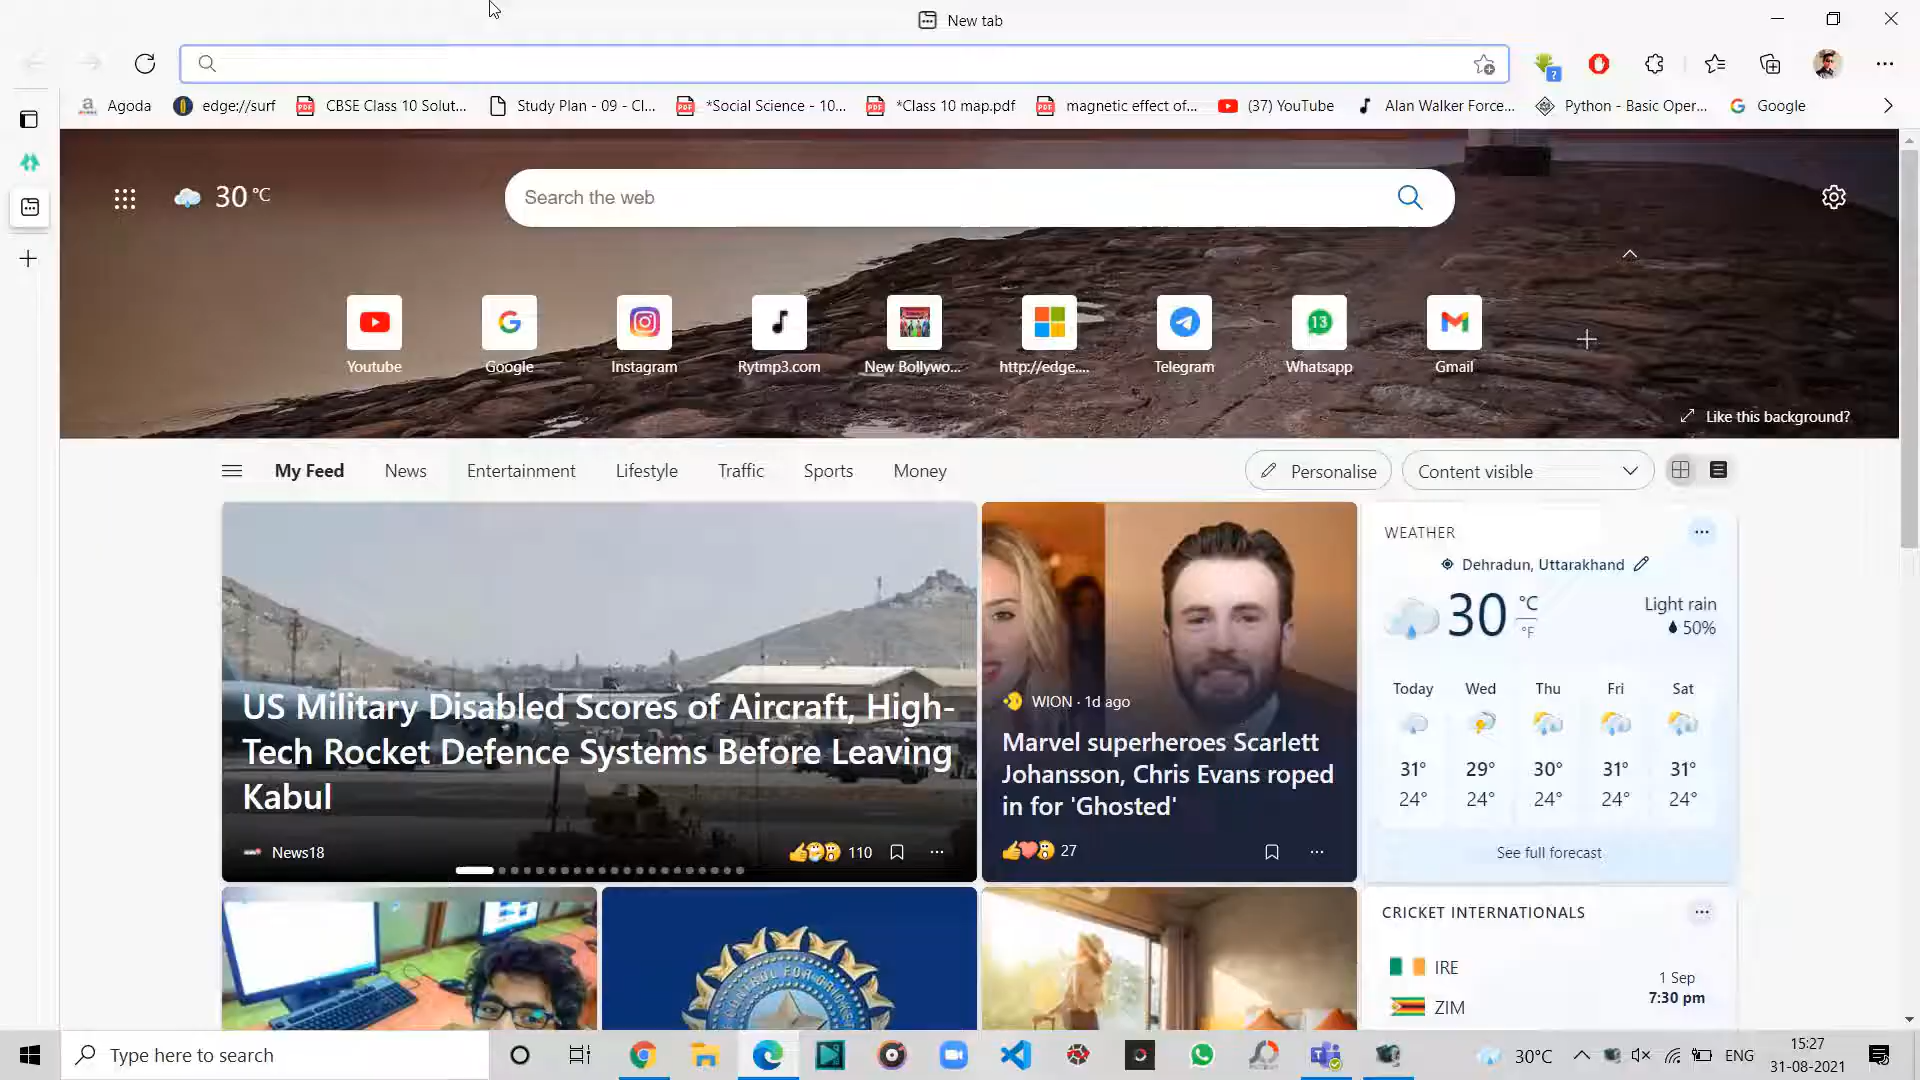 New tab
Agoda
edge://surf
CBSE Class 10 Solut...
Study Plan - 09 - Cl...
*Social Science - 10...
*Class 10 map.pdf
magnetic effect of...
(37) YouTube
Alan Walker Force...
Python - Basic Oper...
Google
30 °C
Search the web
Youtube
Google
Instagram
Rytmp3.com
New Bollywo...
http://edge....
Telegram
13
Whatsapp
Gmail
Like this background?
My Feed
News
Entertainment
Lifestyle
Traffic
Sports
Money
Personalise
Content visible
US Military Disabled Scores of Aircraft, High-
Tech Rocket Defence Systems Before Leaving
Kabul
News18
110
WION · 1d ago
Marvel superheroes Scarlett
Johansson, Chris Evans roped
in for 'Ghosted'
27
WEATHER
Dehradun, Uttarakhand
30 °C
°F
Light rain
50%
Today Wed Thu Fri Sat
31° 29° 30° 31° 31°
24° 24° 24° 24° 24°
See full forecast
CRICKET INTERNATIONALS
IRE
ZIM
1 Sep
7:30 pm
Type here to search
30°C
ENG
15:27
31-08-2021